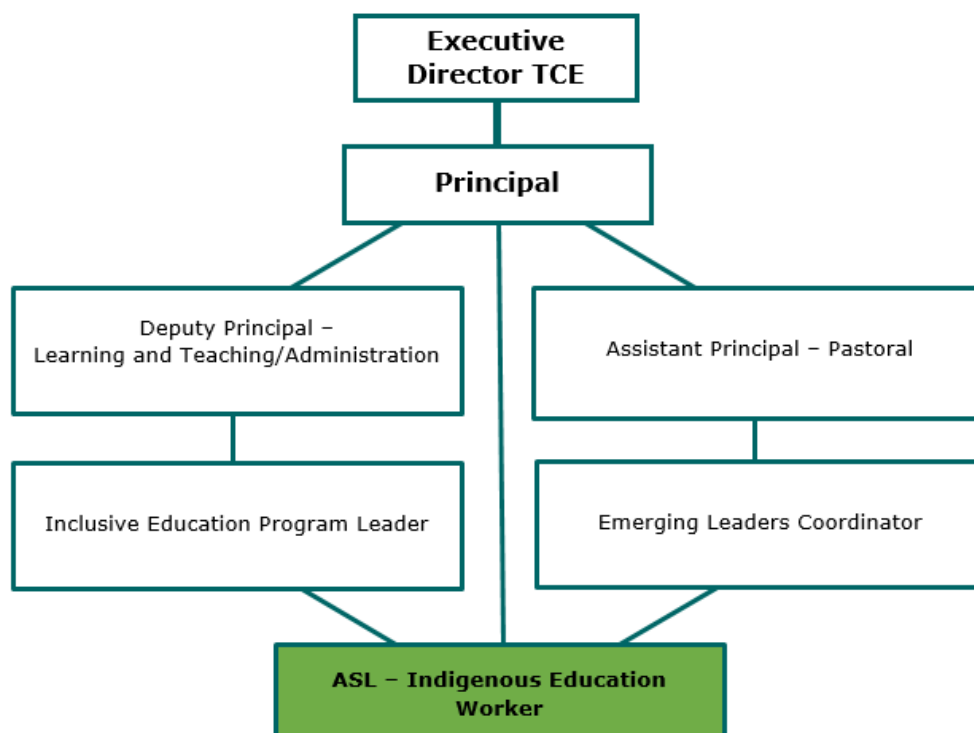 Executive
Director TCE
Principal
Deputy Principal –
Learning and Teaching/Administration
Assistant Principal – Pastoral
Inclusive Education Program Leader
Emerging Leaders Coordinator
ASL – Indigenous Education
Worker